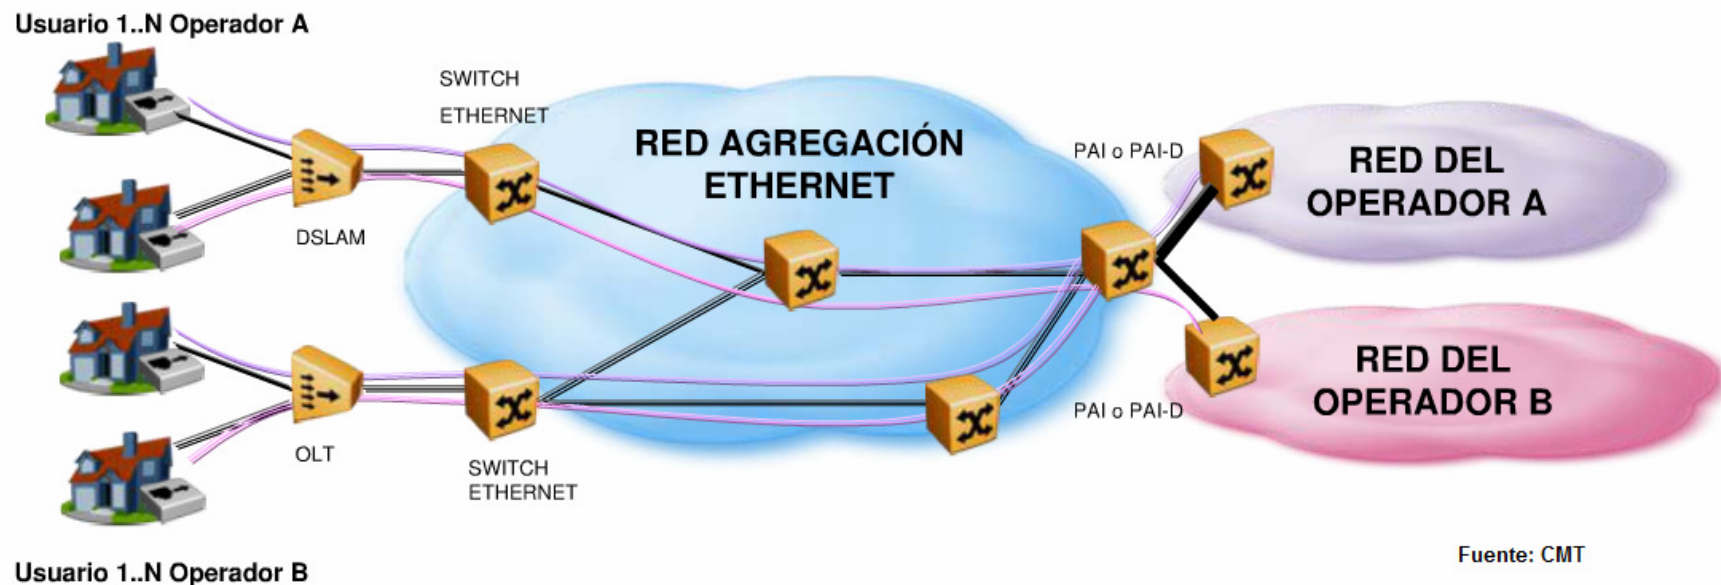 Usuario 1..N Operador A
SWITCH
ETHERNET
RED AGREGACIÓN
ETHERNET
PAI o PAI-D
RED DEL
OPERADOR A
DSLAM
RED DEL
OPERADOR B
PAI o PAI-D
OLT
SWITCH
ETHERNET
Fuente: CMT
Usuario 1..N Operador B